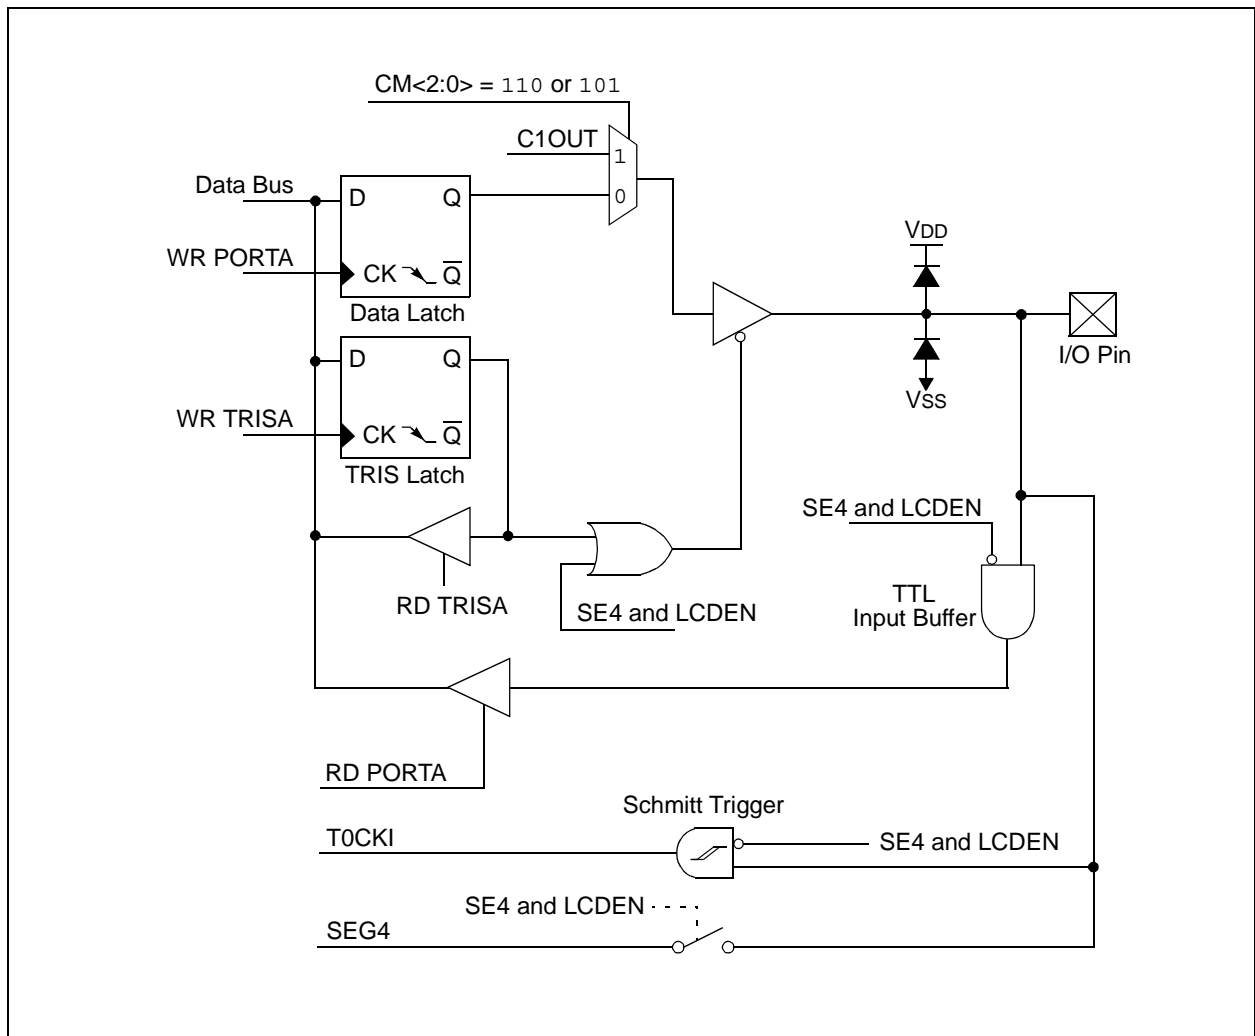 CM<2:0> = 110 or 101
C1OUT
1
0
Data Bus
D
Q
WR PORTA
CK
Q̅
Data Latch
VDD
I/O Pin
VSS
D
Q
WR TRISA
CK
Q̅
TRIS Latch
SE4 and LCDEN
RD TRISA
SE4 and LCDEN
TTL
Input Buffer
RD PORTA
Schmitt Trigger
T0CKI
SE4 and LCDEN
SE4 and LCDEN
SEG4